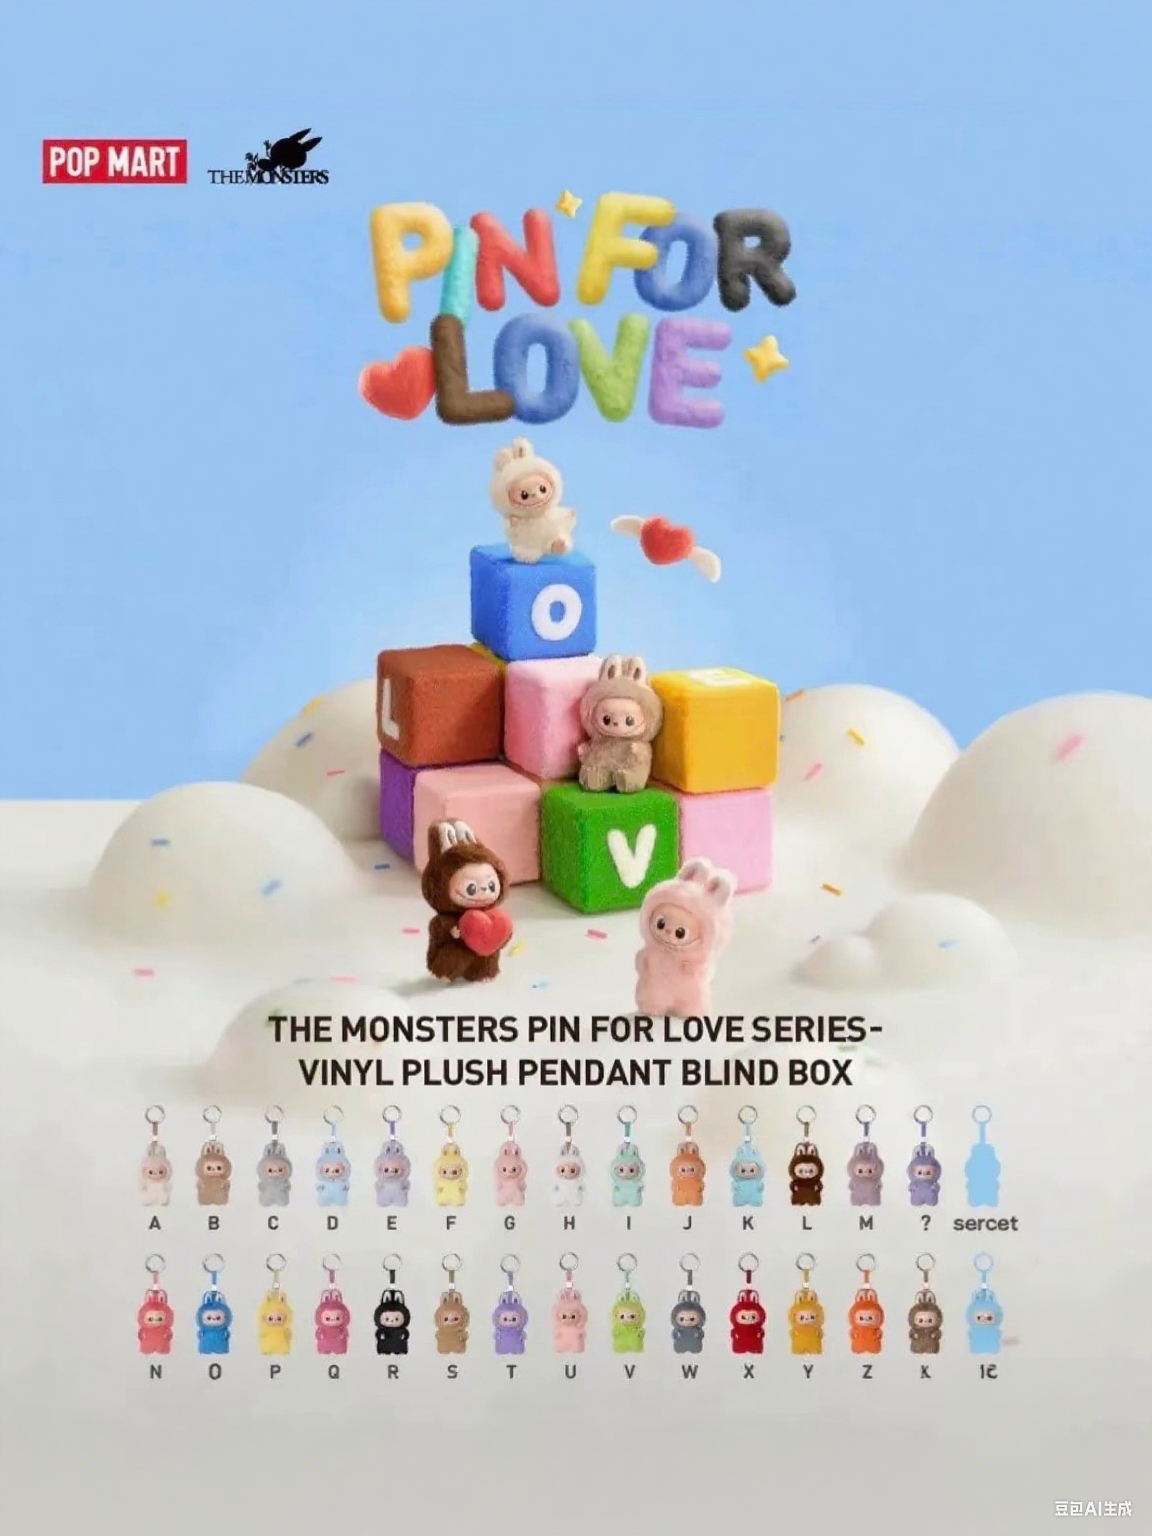 POP MART
THE MONSTERS
PIN FOR
LOVE
O
L
E
V
THE MONSTERS PIN FOR LOVE SERIES-
VINYL PLUSH PENDANT BLIND BOX
A B C D E F G H I J K L M ? sercet
N O P Q R S T U V W X Y Z
豆包AI生成